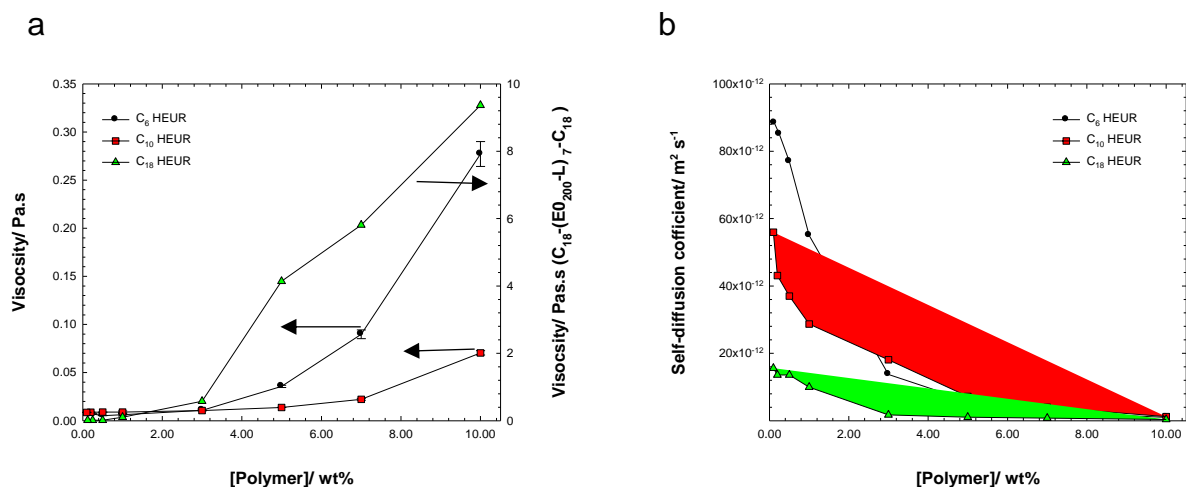 a
0.35
0.30
0.25
0.20
0.15
0.10
0.05
0.00
Visocsity/ Pa.s
C6 HEUR
C10 HEUR
C18 HEUR
10
8
6
4
2
0
Viscosity/ Pas.s (C18-(E0200-L) 7-C18 )
0.00 2.00 4.00 6.00 8.00 10.00
[Polymer]/ wt%
b
100x10-12
80x10-12
60x10-12
40x10-12
20x10-12
Self-diffusion cofficient/ m2 s-1
C6 HEUR
C10 HEUR
C18 HEUR
0.00 2.00 4.00 6.00 8.00 10.00
[Polymer]/ wt%